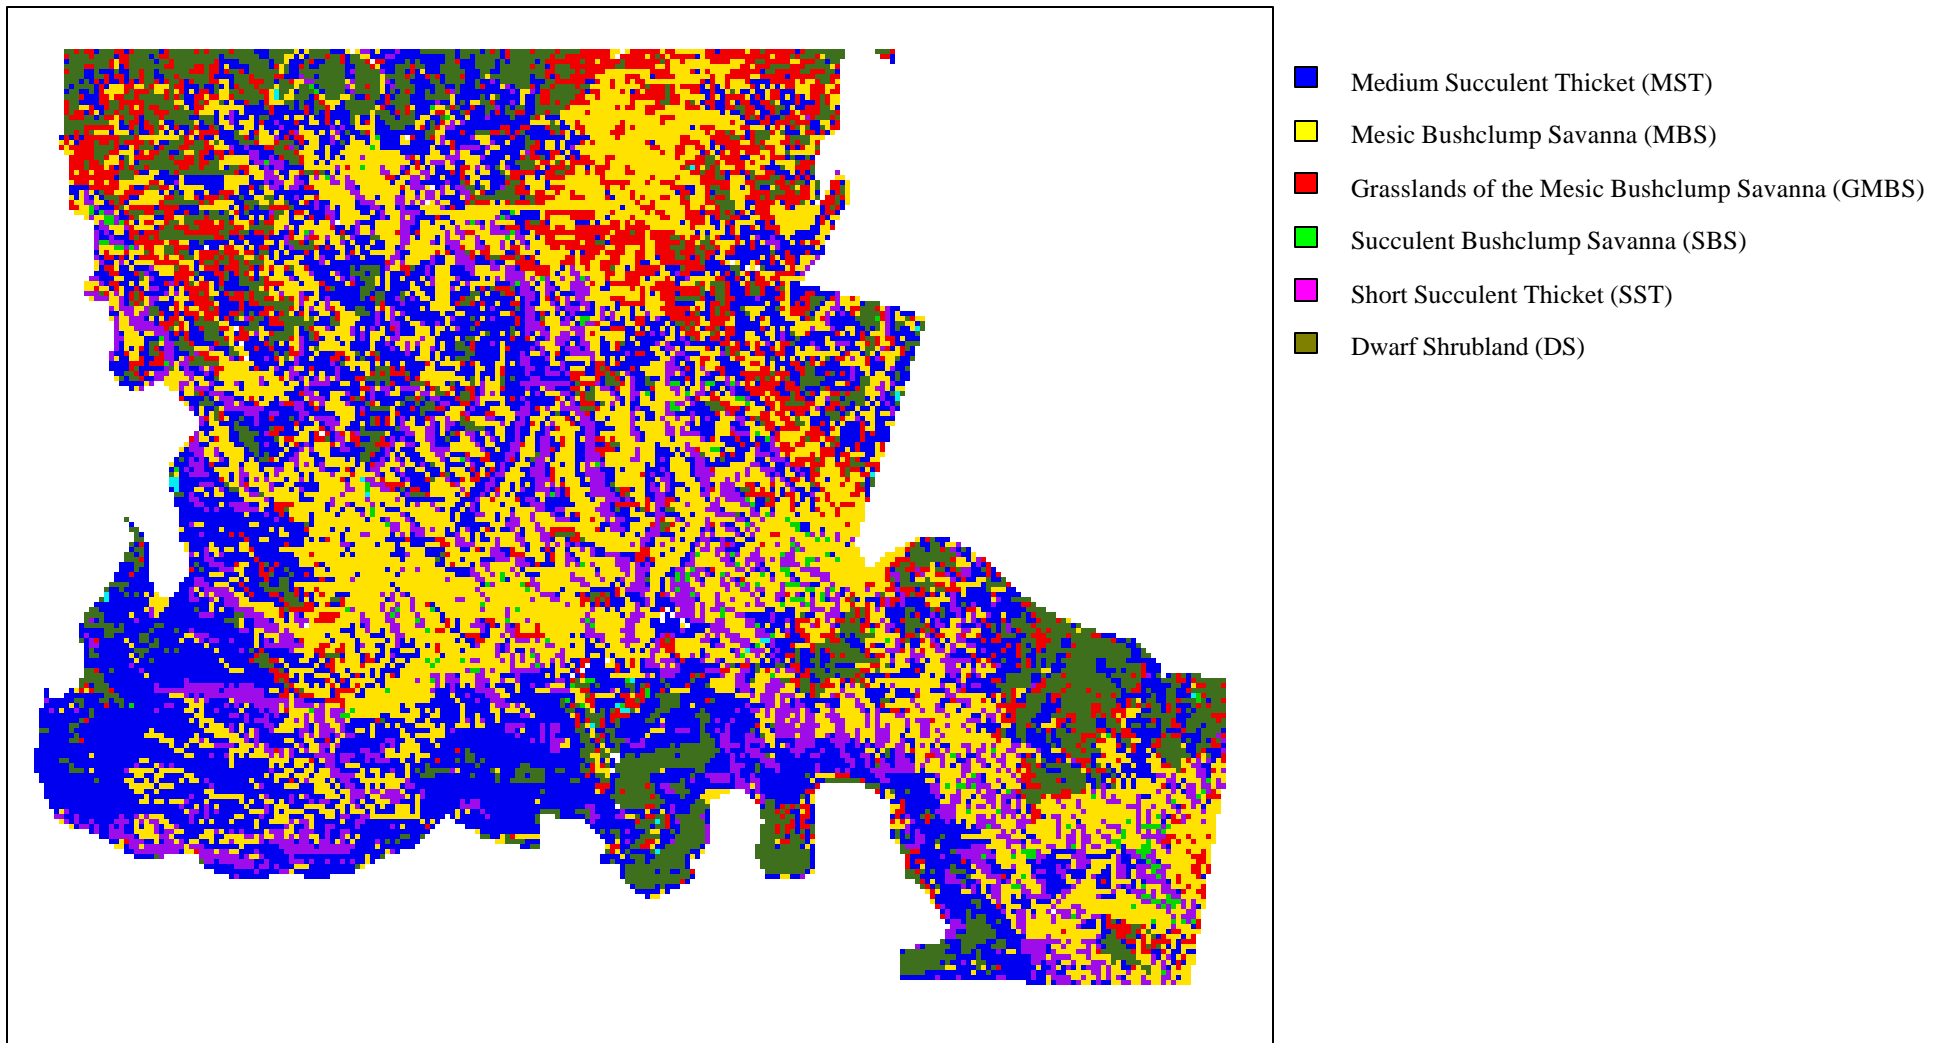 Medium Succulent Thicket (MST)
Mesic Bushclump Savanna (MBS)
Grasslands of the Mesic Bushclump Savanna (GMBS)
Succulent Bushclump Savanna (SBS)
Short Succulent Thicket (SST)
Dwarf Shrubland (DS)